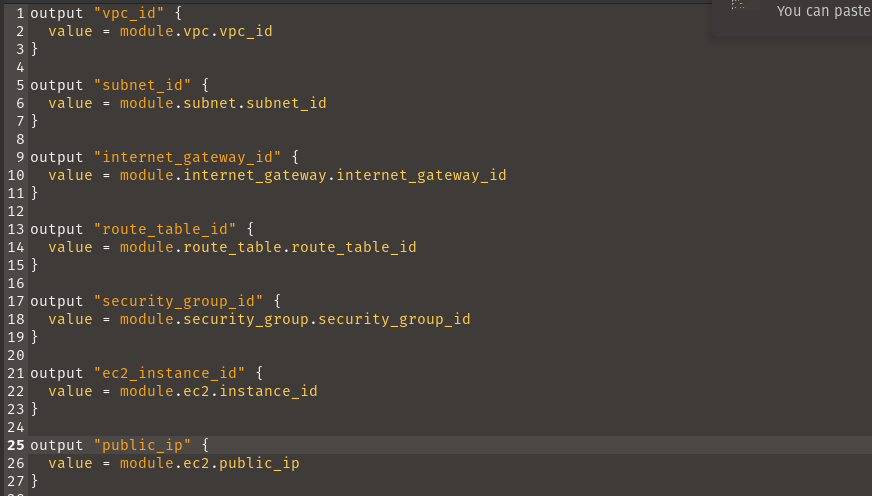 You can paste
1 output "vpc_id" {
2   value = module.vpc.vpc_id
3 }
4
5 output "subnet_id" {
6   value = module.subnet.subnet_id
7 }
8
9 output "internet_gateway_id" {
10   value = module.internet_gateway.internet_gateway_id
11 }
12
13 output "route_table_id" {
14   value = module.route_table.route_table_id
15 }
16
17 output "security_group_id" {
18   value = module.security_group.security_group_id
19 }
20
21 output "ec2_instance_id" {
22   value = module.ec2.instance_id
23 }
24
25 output "public_ip" {
26   value = module.ec2.public_ip
27 }